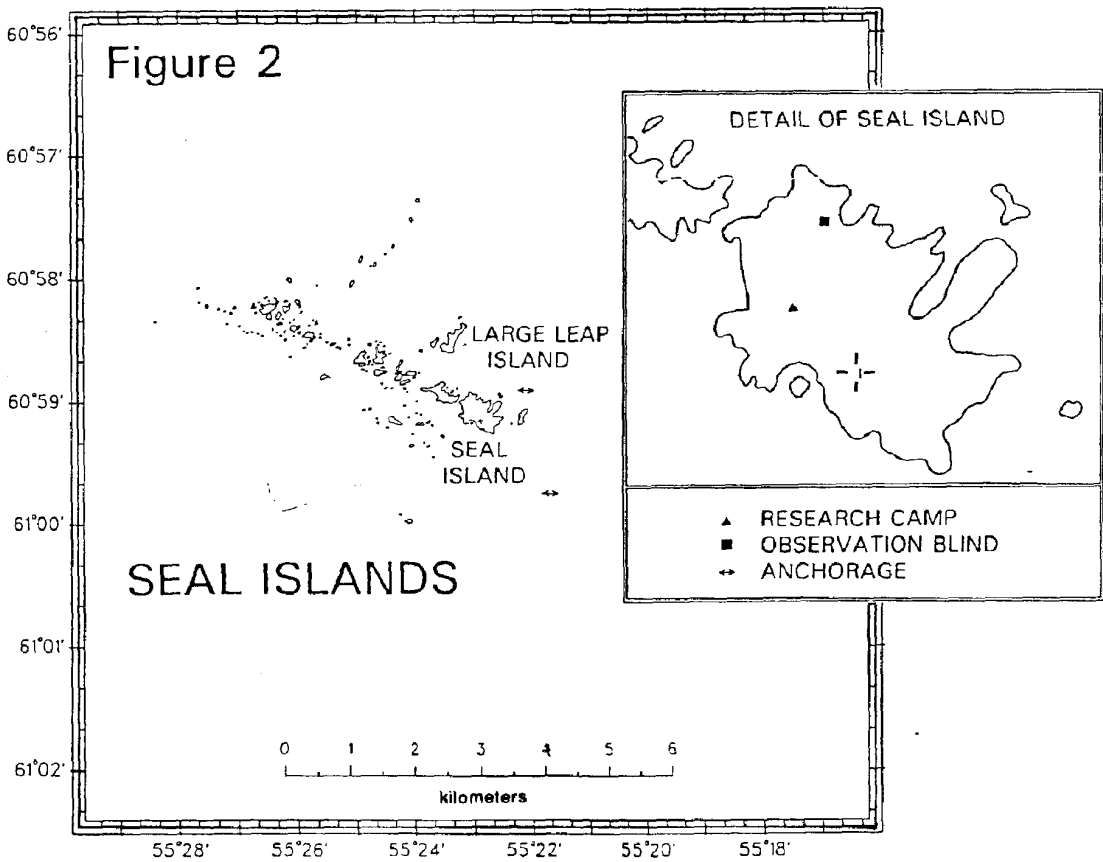 Figure 2
60°56'
60°57'
60°58'
60°59'
61°00'
61°01'
61°02'
LARGE LEAP
ISLAND
SEAL
ISLAND
SEAL ISLANDS
0 1 2 3 4 5 6
kilometers
55°28' 55°26' 55°24' 55°22' 55°20' 55°18'
DETAIL OF SEAL ISLAND
▲ RESEARCH CAMP
■ OBSERVATION BLIND
↔ ANCHORAGE